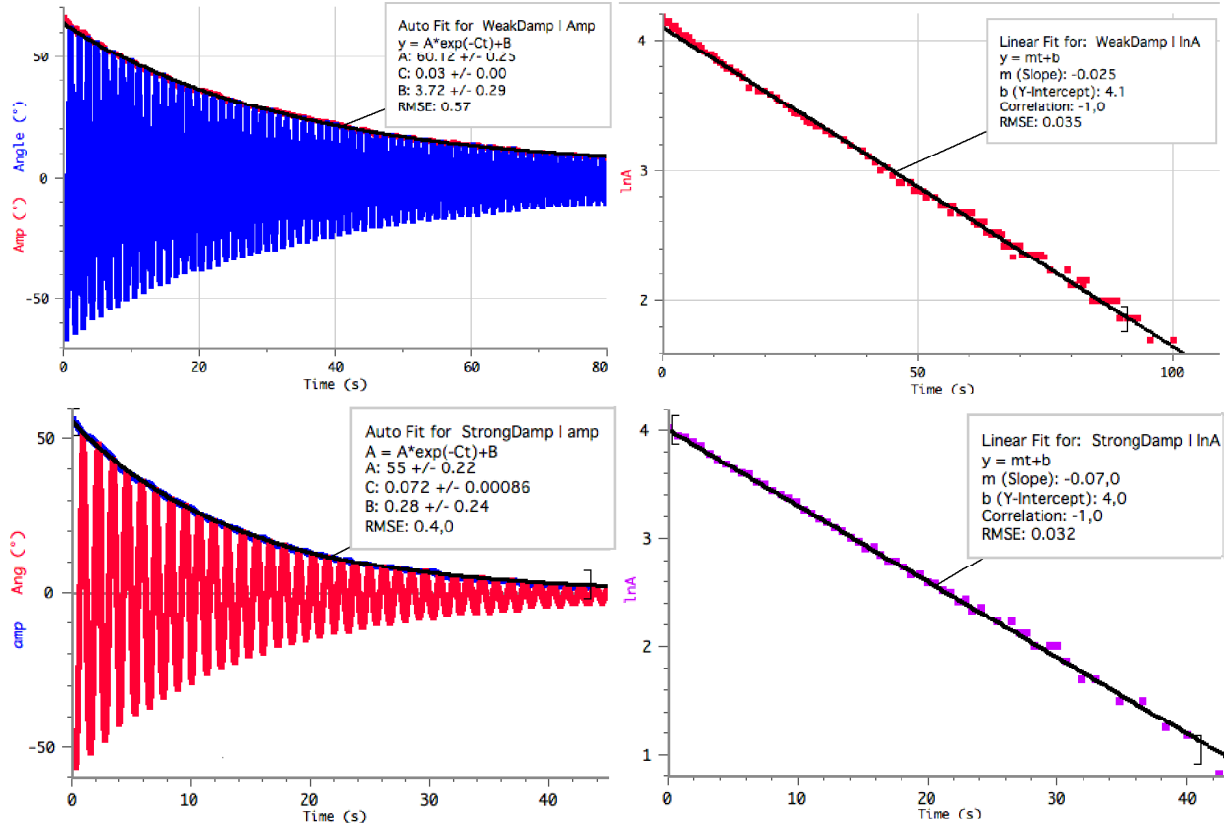 Auto Fit for WeakDamp | Amp
y = A*exp(-Ct)+B
A: 60.12 +/- 0.25
C: 0.03 +/- 0.00
B: 3.72 +/- 0.29
RMSE: 0.57
50
0
-50
Amp (°) Angle (°)
0 20 40 60 80
Time (s)
Linear Fit for: WeakDamp | lnA
y = mt+b
m (Slope): -0.025
b (Y-Intercept): 4.1
Correlation: -1,0
RMSE: 0.035
4
3
2
lnA
0 50 100
Time (s)
Auto Fit for StrongDamp | amp
A = A*exp(-Ct)+B
A: 55 +/- 0.22
C: 0.072 +/- 0.00086
B: 0.28 +/- 0.24
RMSE: 0.4,0
50
0
-50
amp Ang (°)
0 10 20 30 40
Time (s)
Linear Fit for: StrongDamp | lnA
y = mt+b
m (Slope): -0.07,0
b (Y-Intercept): 4,0
Correlation: -1,0
RMSE: 0.032
4
3
2
1
lnA
0 10 20 30 40
Time (s)